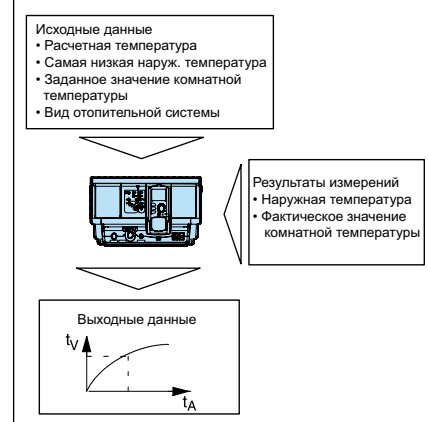 Исходные данные
• Расчетная температура
• Самая низкая наруж. температура
• Заданное значение комнатной
температуры
• Вид отопительной системы
Результаты измерений
• Наружная температура
• Фактическое значение
комнатной температуры
Выходные данные
tV
tA